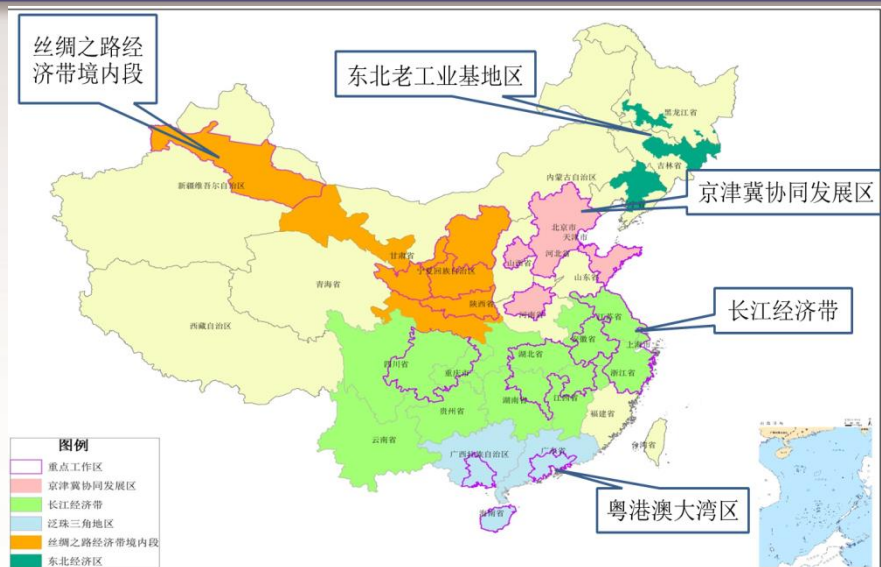 丝绸之路经
济带境内段
东北老工业基地区
黑龙江省
吉林省
内蒙古自治区
新疆维吾尔自治区
京津冀协同发展区
北京市
天津市
河北省
山西省
甘肃省
宁夏回族自治区
山东省
青海省
陕西省
河南省
西藏自治区
长江经济带
江苏省
安徽省
上海市
湖北省
四川省
重庆市
浙江省
湖南省
江西省
贵州省
福建省
云南省
台湾省
广西壮族自治区
广东省
海南省
粤港澳大湾区
图例
重点工作区
京津冀协同发展区
长江经济带
泛珠三角地区
丝绸之路经济带境内段
东北经济区